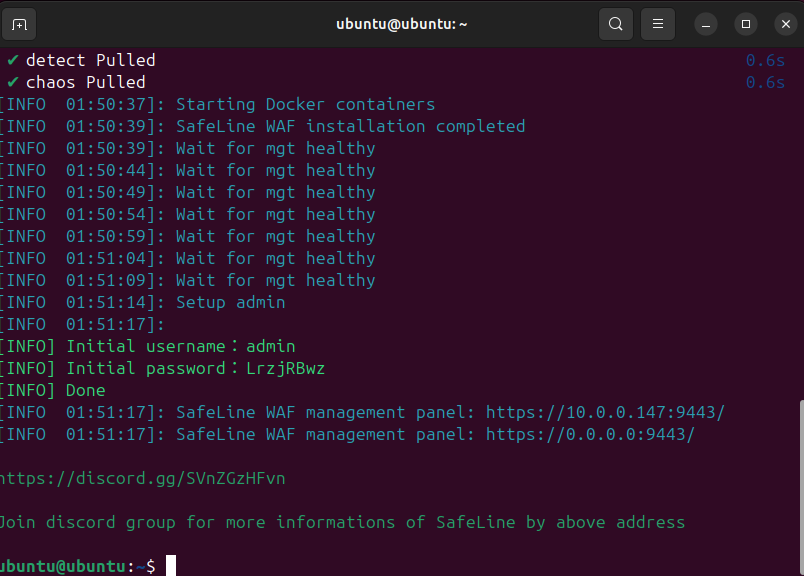 ubuntu@ubuntu: ~
✔ detect Pulled 0.6s
✔ chaos Pulled 0.6s
[INFO  01:50:37]: Starting Docker containers
[INFO  01:50:39]: SafeLine WAF installation completed
[INFO  01:50:39]: Wait for mgt healthy
[INFO  01:50:44]: Wait for mgt healthy
[INFO  01:50:49]: Wait for mgt healthy
[INFO  01:50:54]: Wait for mgt healthy
[INFO  01:50:59]: Wait for mgt healthy
[INFO  01:51:04]: Wait for mgt healthy
[INFO  01:51:09]: Wait for mgt healthy
[INFO  01:51:14]: Setup admin
[INFO  01:51:17]:
[INFO] Initial username：admin
[INFO] Initial password：LrzjRBwz
[INFO] Done
[INFO  01:51:17]: SafeLine WAF management panel: https://10.0.0.147:9443/
[INFO  01:51:17]: SafeLine WAF management panel: https://0.0.0.0:9443/
https://discord.gg/SVnZGzHFvn
Join discord group for more informations of SafeLine by above address
ubuntu@ubuntu:~$